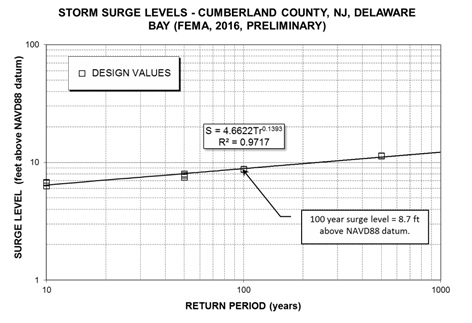 STORM SURGE LEVELS - CUMBERLAND COUNTY, NJ, DELAWARE
BAY (FEMA, 2016, PRELIMINARY)
SURGE LEVEL (feet above NAVD88 datum)
100
10
1
DESIGN VALUES
S = 4.6622Tr^0.1393
R² = 0.9717
100 year surge level = 8.7 ft
above NAVD88 datum.
10
100
1000
RETURN PERIOD (years)